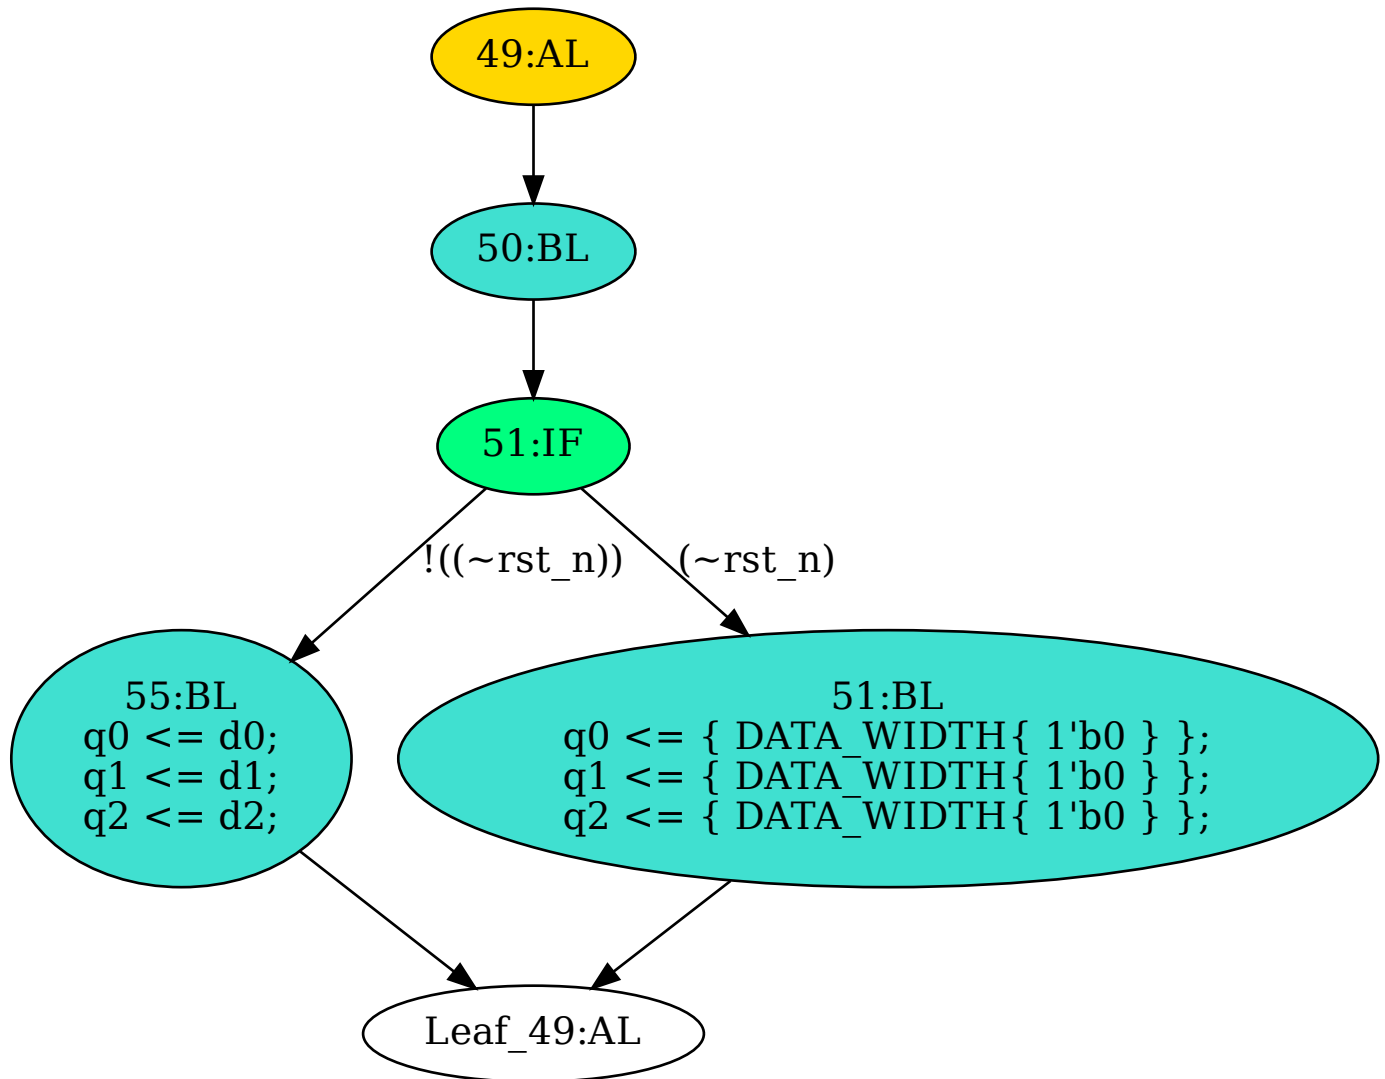 49:AL
50:BL
51:IF
!((~rst_n))
(~rst_n)
55:BL
q0 <= d0;
q1 <= d1;
q2 <= d2;
51:BL
q0 <= { DATA_WIDTH{ 1'b0 } };
q1 <= { DATA_WIDTH{ 1'b0 } };
q2 <= { DATA_WIDTH{ 1'b0 } };
Leaf_49:AL